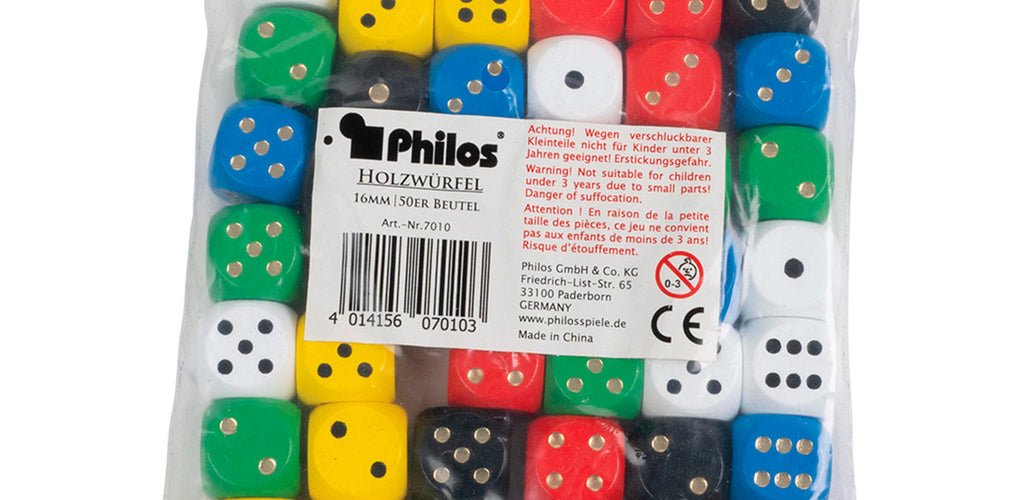 Philos®
HOLZWÜRFEL
16MM|50ER BEUTEL
Art.-Nr.7010
4 014156 070103
Achtung! Wegen verschluckbarer
Kleinteile nicht für Kinder unter 3
Jahren geeignet! Erstickungsgefahr.
Warning! Not suitable for children
under 3 years due to small parts!
Danger of suffocation.
Attention ! En raison de la petite
taille des pièces, ce jeu ne convient
pas aux enfants de moins de 3 ans!
Risque d'étouffement.
Philos GmbH & Co. KG
Friedrich-List-Str. 65
33100 Paderborn
GERMANY
www.philosspiele.de
Made in China
0-3
CE